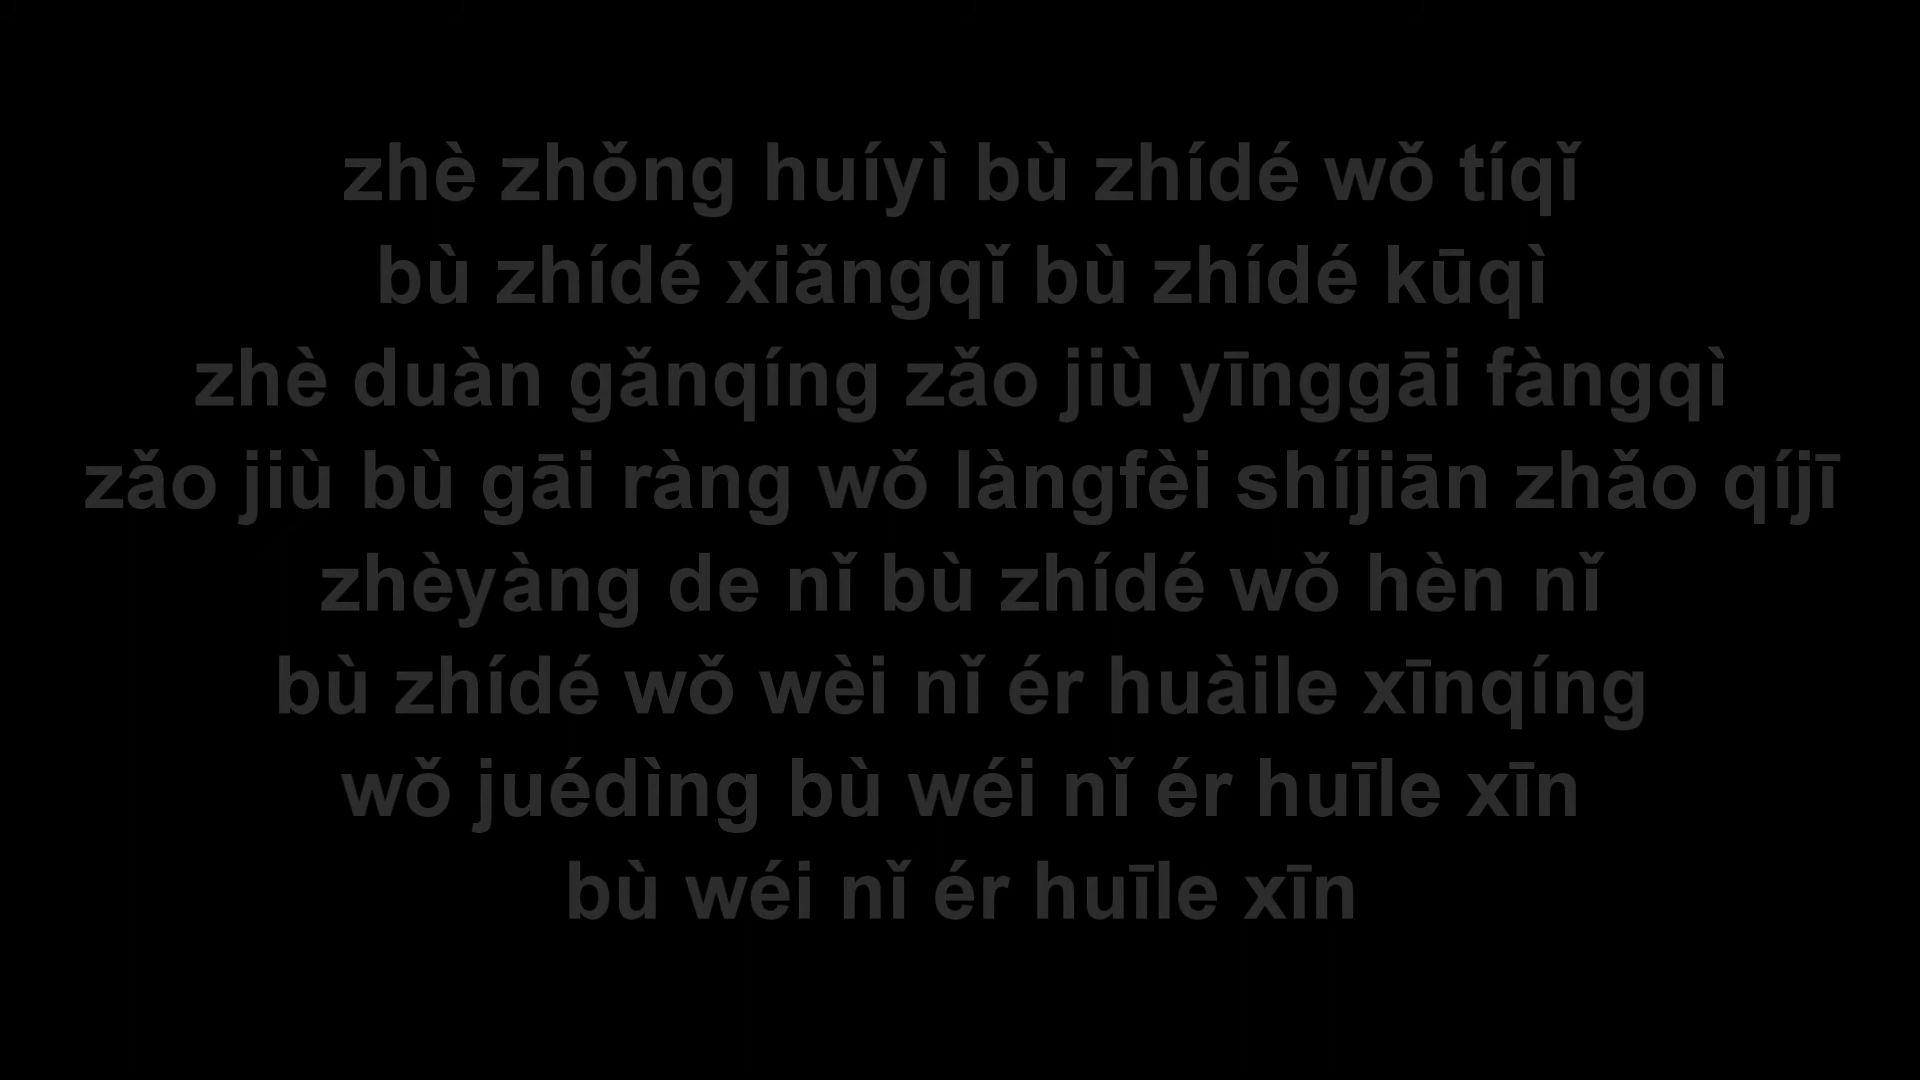 zhè zhǒng huíyì bù zhídé wǒ tíqǐ
bù zhídé xiǎngqǐ bù zhídé kūqì
zhè duàn gǎnqíng zǎo jiù yīnggāi fàngqì
zǎo jiù bù gāi ràng wǒ làngfèi shíjiān zhǎo qíjī
zhèyàng de nǐ bù zhídé wǒ hèn nǐ
bù zhídé wǒ wèi nǐ ér huàile xīnqíng
wǒ juédìng bù wéi nǐ ér huīle xīn
bù wéi nǐ ér huīle xīn